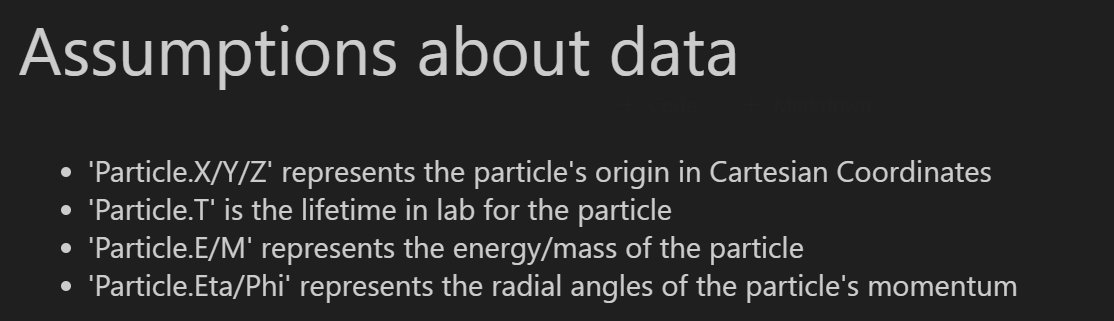 Assumptions about data
• 'Particle.X/Y/Z' represents the particle's origin in Cartesian Coordinates
• 'Particle.T' is the lifetime in lab for the particle
• 'Particle.E/M' represents the energy/mass of the particle
• 'Particle.Eta/Phi' represents the radial angles of the particle's momentum